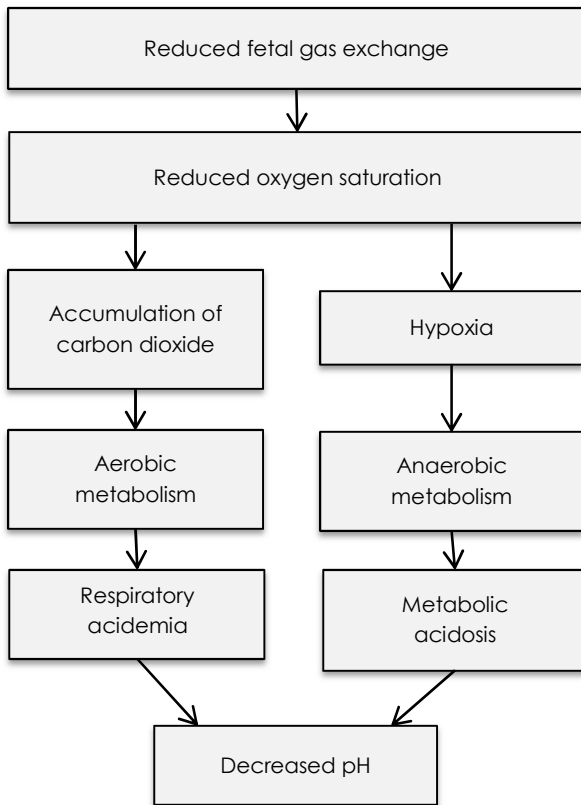 Reduced fetal gas exchange
Reduced oxygen saturation
Accumulation of
carbon dioxide
Hypoxia
Aerobic
metabolism
Anaerobic
metabolism
Respiratory
acidemia
Metabolic
acidosis
Decreased pH